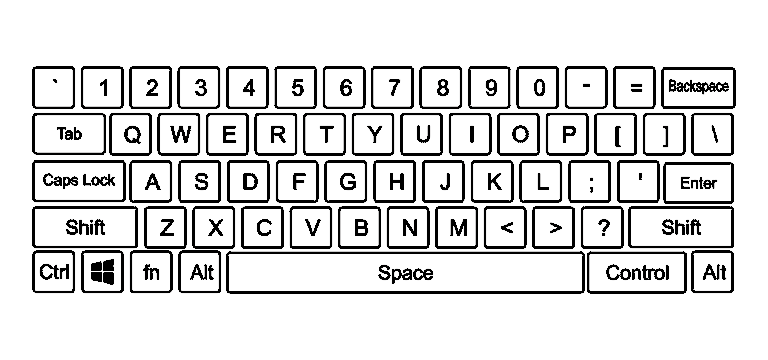 ` 1 2 3 4 5 6 7 8 9 0 - = Backspace
Tab Q W E R T Y U I O P [ ] \
Caps Lock A S D F G H J K L ; ' Enter
Shift Z X C V B N M < > ? Shift
Ctrl fn Alt Space Control Alt